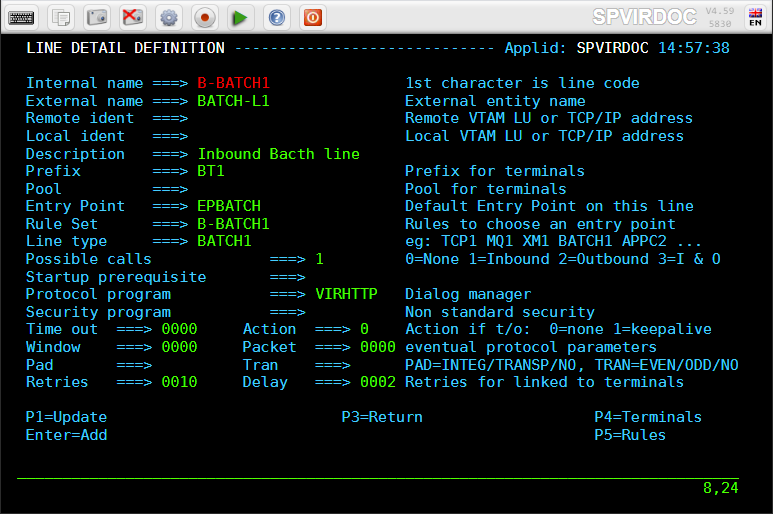 SPVIRDOC V4.59 5830 EN
LINE DETAIL DEFINITION ----------------------------- Applid: SPVIRDOC 14:57:38
Internal name ===> B-BATCH1 1st character is line code
External name ===> BATCH-L1 External entity name
Remote ident ===> Remote VTAM LU or TCP/IP address
Local ident ===> Local VTAM LU or TCP/IP address
Description ===> Inbound Bacth line
Prefix ===> BT1 Prefix for terminals
Pool ===> Pool for terminals
Entry Point ===> EPBATCH Default Entry Point on this line
Rule Set ===> B-BATCH1 Rules to choose an entry point
Line type ===> BATCH1 eg: TCP1 MQ1 XM1 BATCH1 APPC2 ...
Possible calls ===> 1 0=None 1=Inbound 2=Outbound 3=I & O
Startup prerequisite ===>
Protocol program ===> VIRHTTP Dialog manager
Security program ===> Non standard security
Time out ===> 0000 Action ===> 0 Action if t/o: 0=none 1=keepalive
Window ===> 0000 Packet ===> 0000 eventual protocol parameters
Pad ===> Tran ===> PAD=INTEG/TRANSP/NO, TRAN=EVEN/ODD/NO
Retries ===> 0010 Delay ===> 0002 Retries for linked to terminals
P1=Update P3=Return P4=Terminals
Enter=Add P5=Rules
8,24